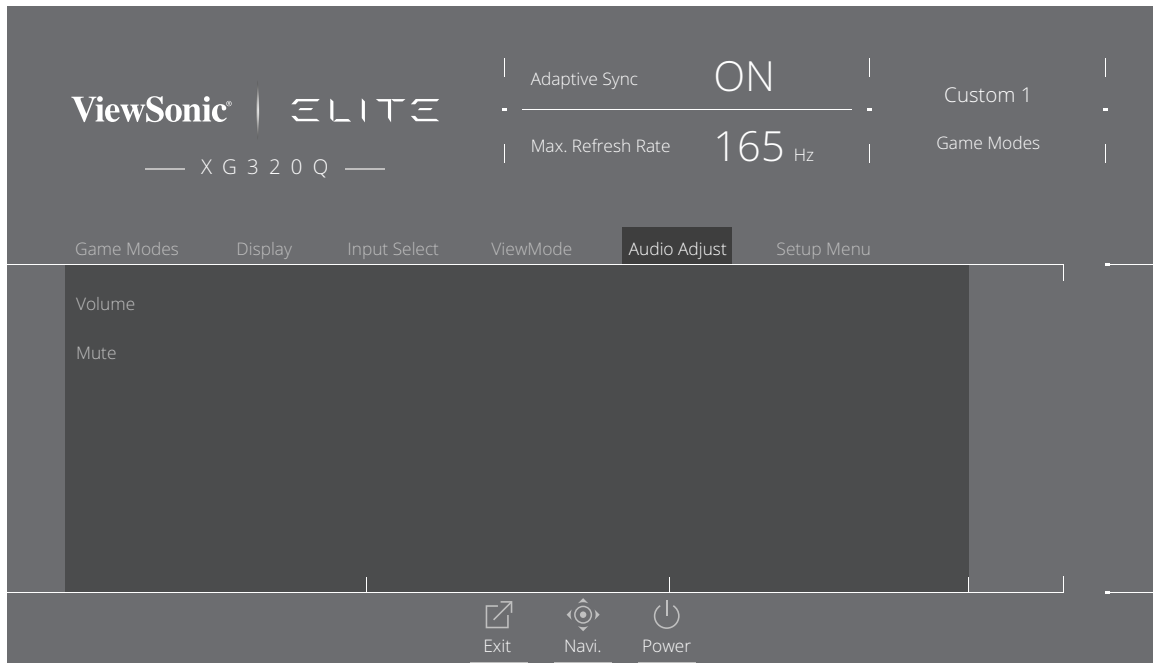 ViewSonic® ELITE
XG320Q
Adaptive Sync ON
Max. Refresh Rate 165 Hz
Custom 1
Game Modes
Game Modes Display Input Select ViewMode Audio Adjust Setup Menu
Volume
Mute
Exit Navi. Power